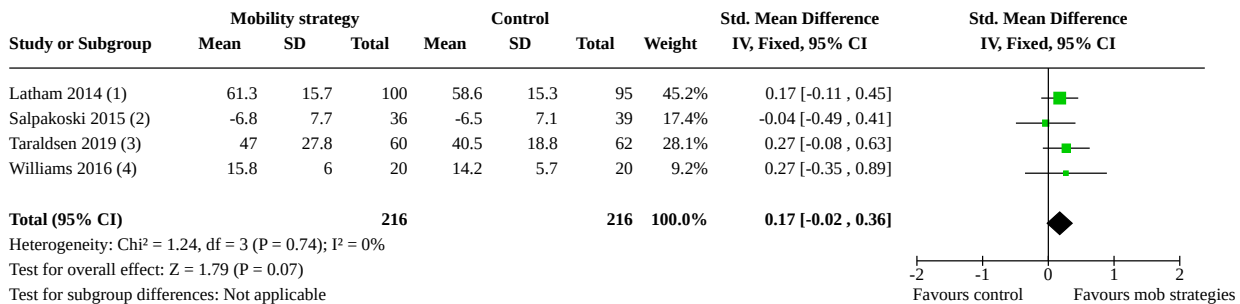 Mobility strategy Control Std. Mean Difference Std. Mean Difference
Study or Subgroup Mean SD Total Mean SD Total Weight IV, Fixed, 95% CI IV, Fixed, 95% CI
Latham 2014 (1) 61.3 15.7 100 58.6 15.3 95 45.2% 0.17 [-0.11 , 0.45]
Salpakoski 2015 (2) -6.8 7.7 36 -6.5 7.1 39 17.4% -0.04 [-0.49 , 0.41]
Taraldsen 2019 (3) 47 27.8 60 40.5 18.8 62 28.1% 0.27 [-0.08 , 0.63]
Williams 2016 (4) 15.8 6 20 14.2 5.7 20 9.2% 0.27 [-0.35 , 0.89]
Total (95% CI) 216 216 100.0% 0.17 [-0.02 , 0.36]
Heterogeneity: Chi² = 1.24, df = 3 (P = 0.74); I² = 0%
Test for overall effect: Z = 1.79 (P = 0.07)
Test for subgroup differences: Not applicable
-2 -1 0 1 2
Favours control Favours mob strategies